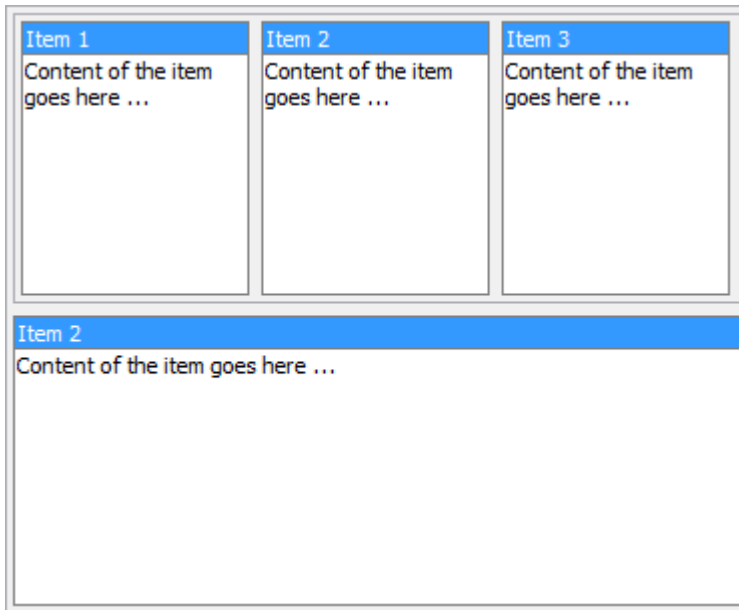 Item 1
Content of the item
goes here ...
Item 2
Content of the item
goes here ...
Item 3
Content of the item
goes here ...
Item 2
Content of the item goes here ...